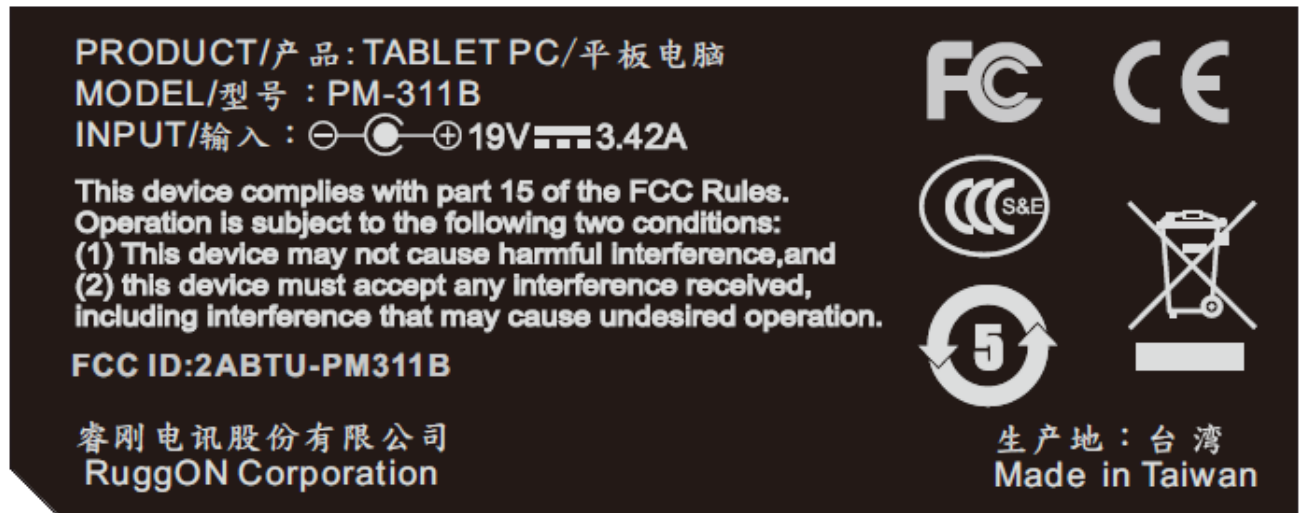 PRODUCT/产品: TABLET PC/平板电脑
MODEL/型号：PM-311B
INPUT/输入：19V 3.42A
This device complies with part 15 of the FCC Rules.
Operation is subject to the following two conditions:
(1) This device may not cause harmful interference,and
(2) this device must accept any interference received,
including interference that may cause undesired operation.
FCC ID:2ABTU-PM311B
睿刚电讯股份有限公司
RuggON Corporation
FC CE
CCC S&E
5
生产地：台湾
Made in Taiwan